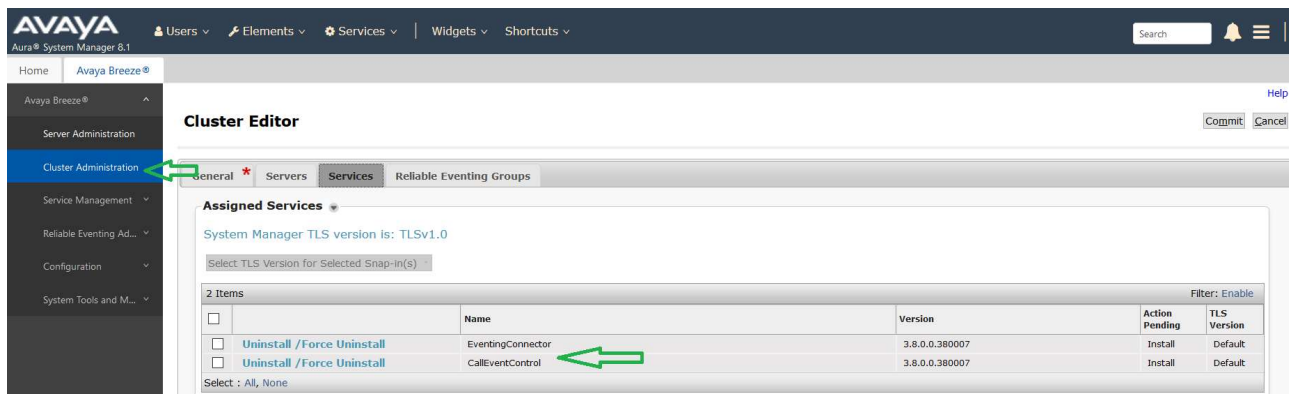 AVAYA
Aura® System Manager 8.1
Users Elements Services | Widgets Shortcuts
Search
Home Avaya Breeze®
Avaya Breeze®
Server Administration
Cluster Administration
Service Management
Reliable Eventing Ad...
Configuration
System Tools and M...
Help
Cluster Editor
Commit Cancel
General * Servers Services Reliable Eventing Groups
Assigned Services
System Manager TLS version is: TLSv1.0
Select TLS Version for Selected Snap-in(s)
2 Items Filter: Enable
Name Version Action Pending TLS Version
Uninstall /Force Uninstall EventingConnector 3.8.0.0.380007 Install Default
Uninstall /Force Uninstall CallEventControl 3.8.0.0.380007 Install Default
Select : All, None